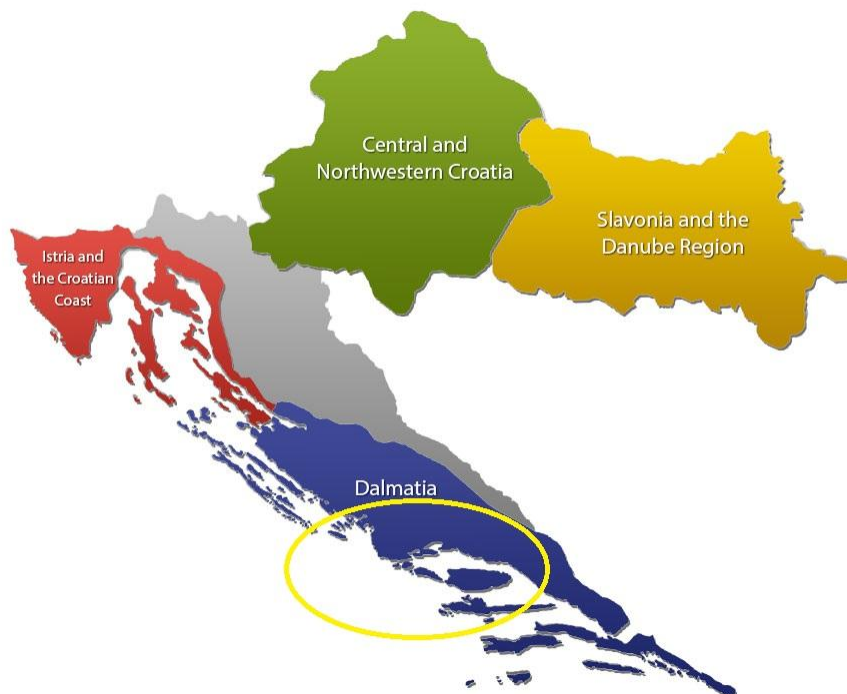 Central and
Northwestern Croatia
Slavonia and the
Danube Region
Istria and
the Croatian
Coast
Dalmatia